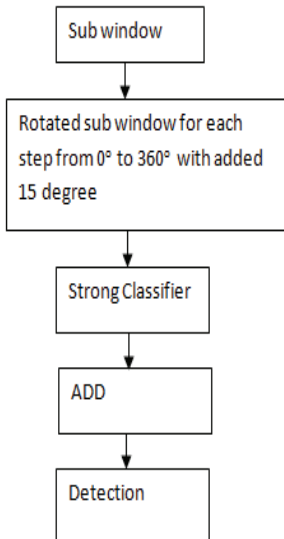 Sub window
Rotated sub window for each
step from 0° to 360° with added
15 degree
Strong Classifier
ADD
Detection